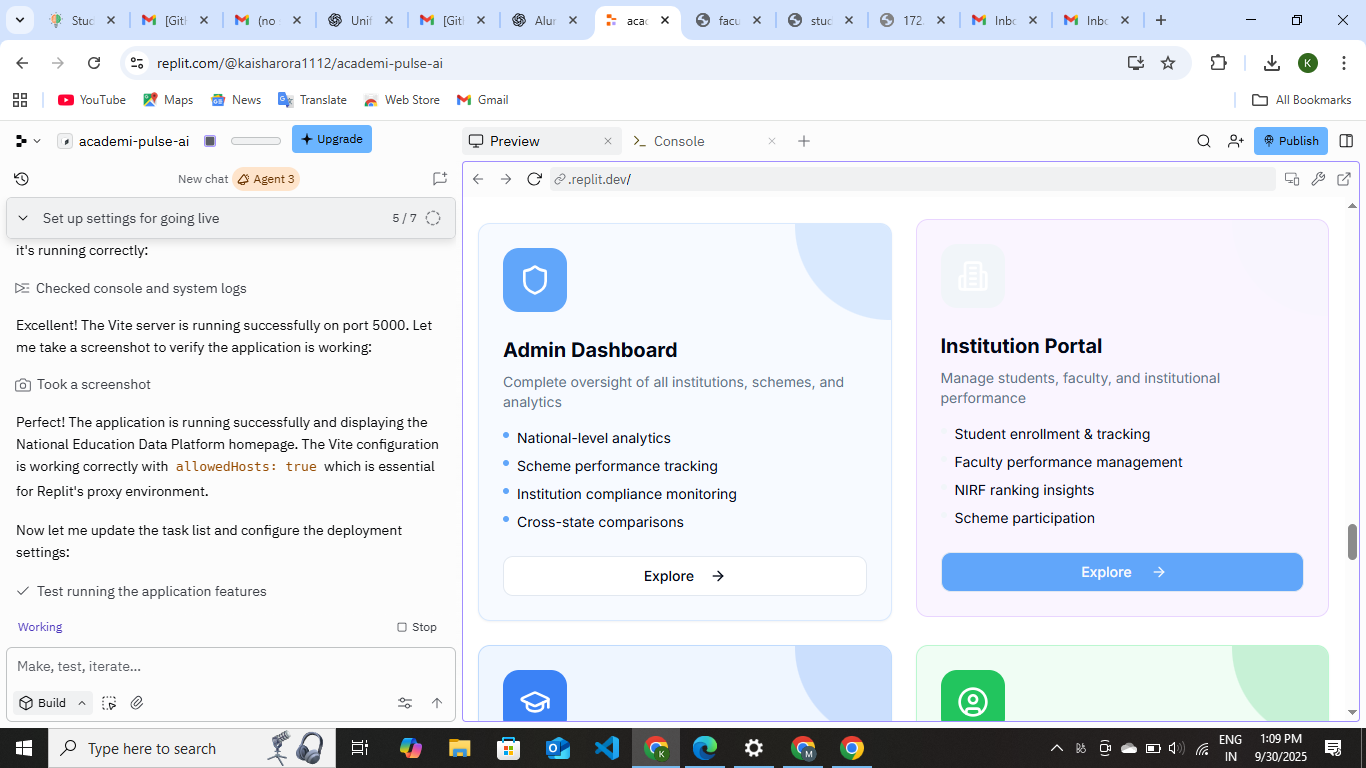 Stud
[Gitl
(no
Unif
[Gitl
Alur
acac
facu
stud
172.
Inbo
Inbo
replit.com/@kaisharora1112/academi-pulse-ai
K
YouTube
Maps
News
Translate
Web Store
Gmail
All Bookmarks
academi-pulse-ai
Upgrade
Preview
Console
Publish
New chat
Agent 3
.replit.dev/
Set up settings for going live
5 / 7
it's running correctly:
Checked console and system logs
Excellent! The Vite server is running successfully on port 5000. Let
me take a screenshot to verify the application is working:
Took a screenshot
Perfect! The application is running successfully and displaying the
National Education Data Platform homepage. The Vite configuration
is working correctly with allowedHosts: true which is essential
for Replit's proxy environment.
Now let me update the task list and configure the deployment
settings:
Test running the application features
Working
Stop
Make, test, iterate...
Build
Admin Dashboard
Complete oversight of all institutions, schemes, and
analytics
National-level analytics
Scheme performance tracking
Institution compliance monitoring
Cross-state comparisons
Explore
Institution Portal
Manage students, faculty, and institutional
performance
Student enrollment & tracking
Faculty performance management
NIRF ranking insights
Scheme participation
Explore
Type here to search
ENG
IN
1:09 PM
9/30/2025